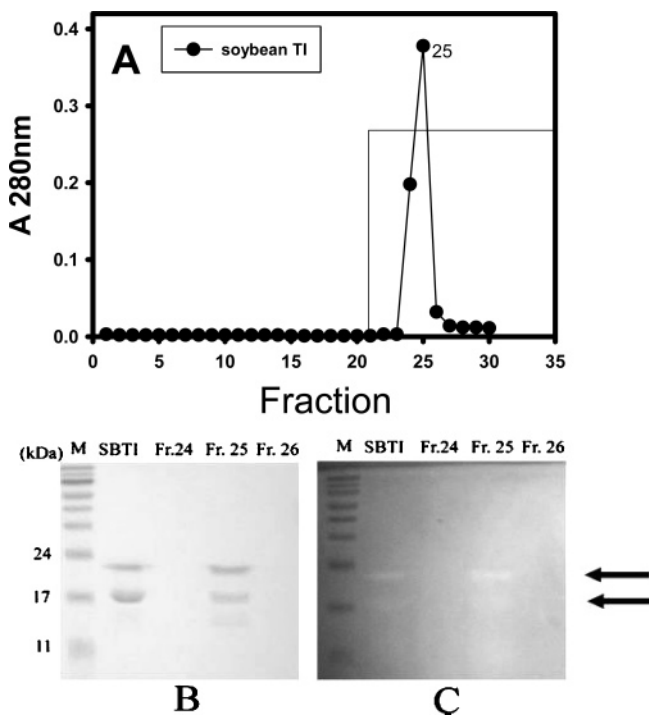 A
soybean TI
25
A 280nm
0.4
0.3
0.2
0.1
0.0
0 5 10 15 20 25 30 35
Fraction
(kDa) M SBTI Fr.24 Fr. 25 Fr. 26
24
17
11
B
M SBTI Fr.24 Fr. 25 Fr. 26
C